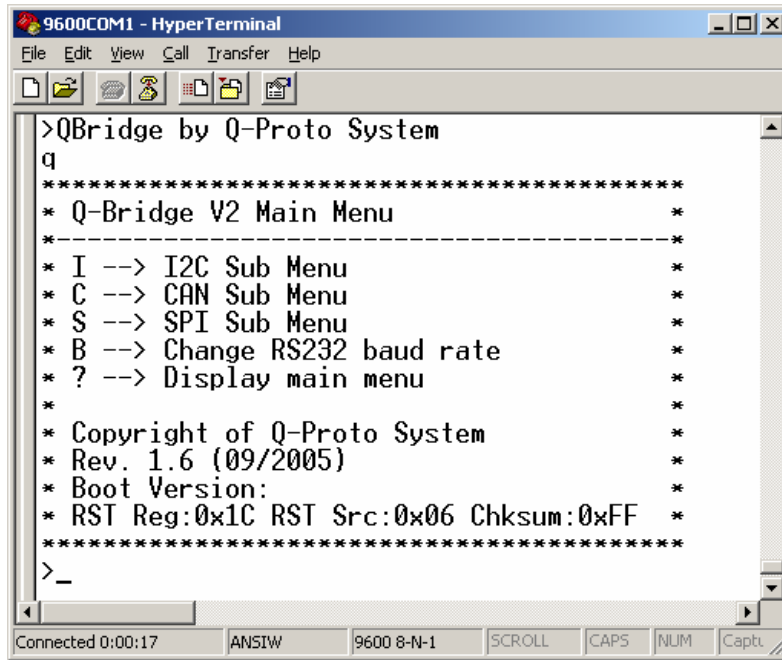 9600COM1 - HyperTerminal
File Edit View Call Transfer Help
>QBridge by Q-Proto System
q
******************************************
* Q-Bridge V2 Main Menu *
*----------------------------------------*
* I --> I2C Sub Menu *
* C --> CAN Sub Menu *
* S --> SPI Sub Menu *
* B --> Change RS232 baud rate *
* ? --> Display main menu *
* *
* Copyright of Q-Proto System *
* Rev. 1.6 (09/2005) *
* Boot Version: *
* RST Reg:0x1C RST Src:0x06 Chksum:0xFF *
******************************************
>_
Connected 0:00:17 ANSIW 9600 8-N-1 SCROLL CAPS NUM